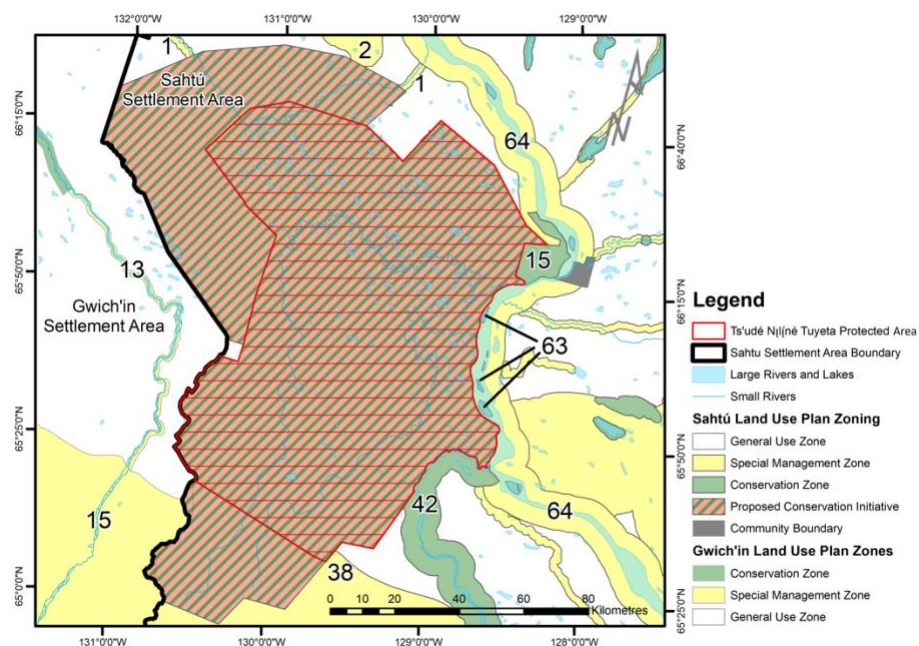 132°0'0"W 131°0'0"W 130°0'0"W 129°0'0"W
1
2
Sahtú
Settlement Area
1
66°15'0"N
64
66°40'0"N
N
65°50'0"N
13
15
Gwich'in
Settlement Area
66°15'0"N
63
65°25'0"N
65°50'0"N
15
42
64
38
65°0'0"N
0 20 40 60 80
Kilometres
65°25'0"N
131°0'0"W 130°0'0"W 129°0'0"W 128°0'0"W
Legend
Ts'udé Nı̨lı̨né Tuyeta Protected Area
Sahtu Settlement Area Boundary
Large Rivers and Lakes
Small Rivers
Sahtú Land Use Plan Zoning
General Use Zone
Special Management Zone
Conservation Zone
Proposed Conservation Initiative
Community Boundary
Gwich'in Land Use Plan Zones
Conservation Zone
Special Management Zone
General Use Zone